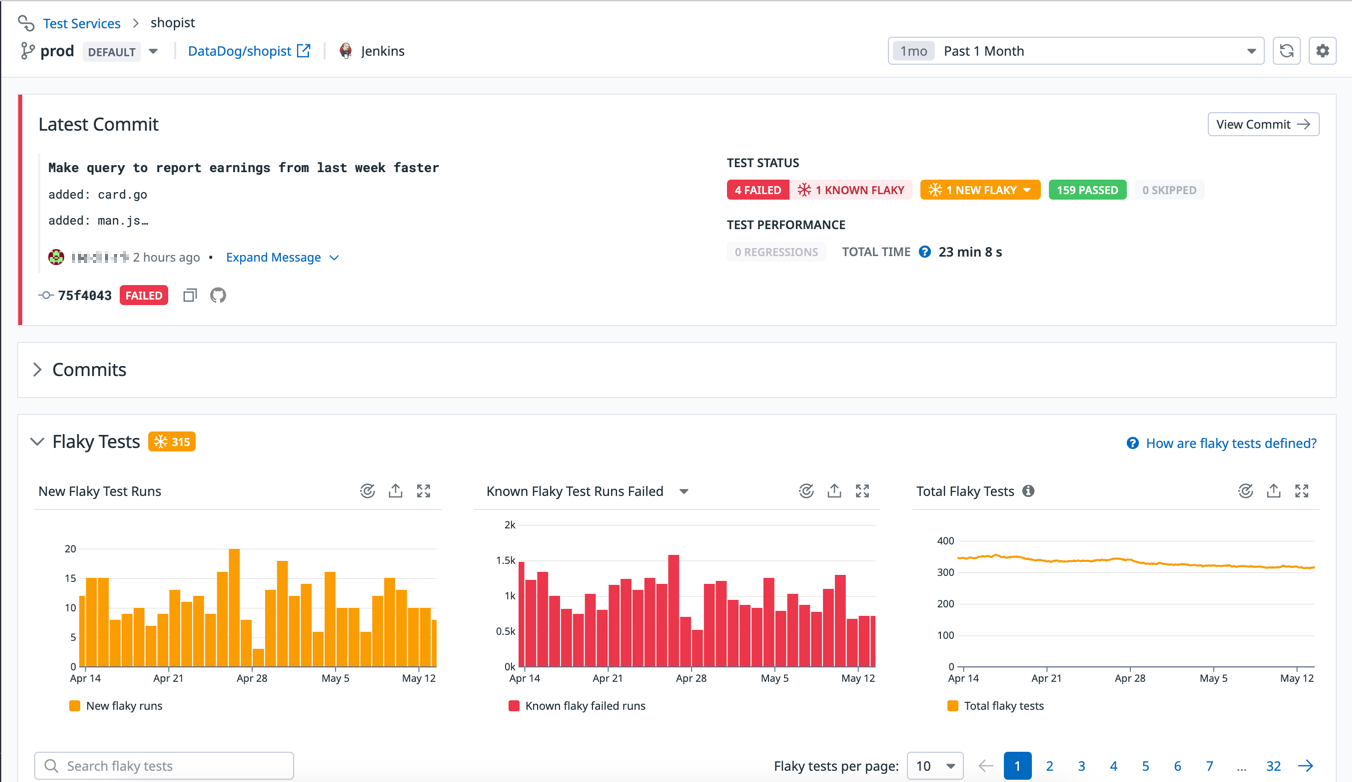 Test Services > shopist
prod DEFAULT DataDog/shopist Jenkins 1mo Past 1 Month
Latest Commit
View Commit →
Make query to report earnings from last week faster
added: card.go
added: man.js…
2 hours ago • Expand Message
75f4043 FAILED
TEST STATUS
4 FAILED 1 KNOWN FLAKY 1 NEW FLAKY 159 PASSED 0 SKIPPED
TEST PERFORMANCE
0 REGRESSIONS TOTAL TIME ? 23 min 8 s
Commits
Flaky Tests 315
? How are flaky tests defined?
New Flaky Test Runs
20
15
10
5
0
Apr 14 Apr 21 Apr 28 May 5 May 12
New flaky runs
Known Flaky Test Runs Failed
2k
1.5k
1k
0.5k
0k
Apr 14 Apr 21 Apr 28 May 5 May 12
Known flaky failed runs
Total Flaky Tests
400
300
200
100
0
Apr 14 Apr 21 Apr 28 May 5 May 12
Total flaky tests
Search flaky tests
Flaky tests per page: 10 ← 1 2 3 4 5 6 7 ... 32 →